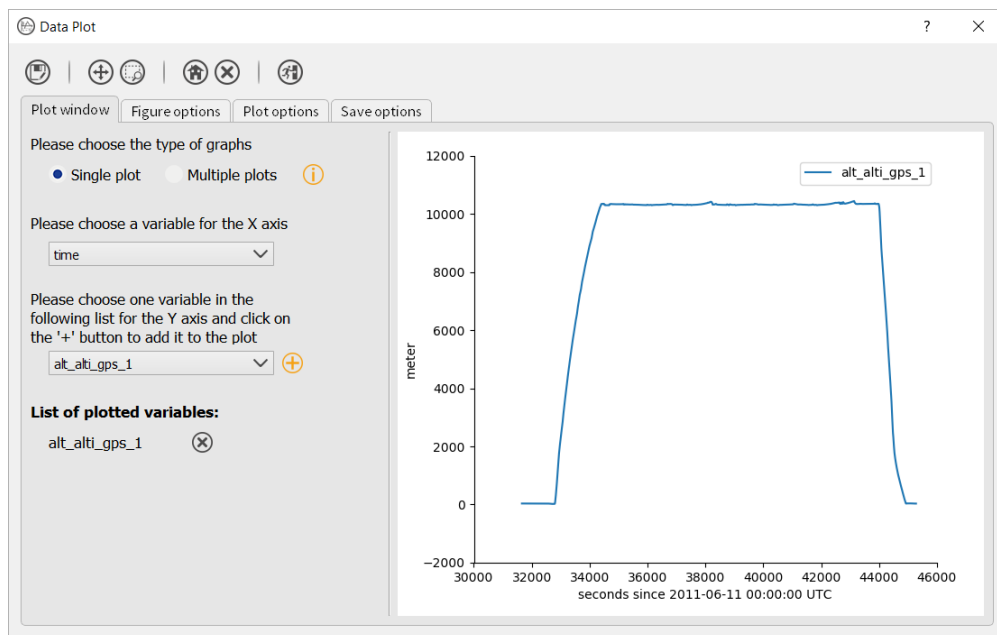 Data Plot
?
Plot window
Figure options
Plot options
Save options
Please choose the type of graphs
Single plot
Multiple plots
Please choose a variable for the X axis
time
Please choose one variable in the
following list for the Y axis and click on
the '+' button to add it to the plot
alt_alti_gps_1
List of plotted variables:
alt_alti_gps_1
alt_alti_gps_1
12000
10000
8000
6000
4000
2000
0
−2000
meter
30000 32000 34000 36000 38000 40000 42000 44000 46000
seconds since 2011-06-11 00:00:00 UTC